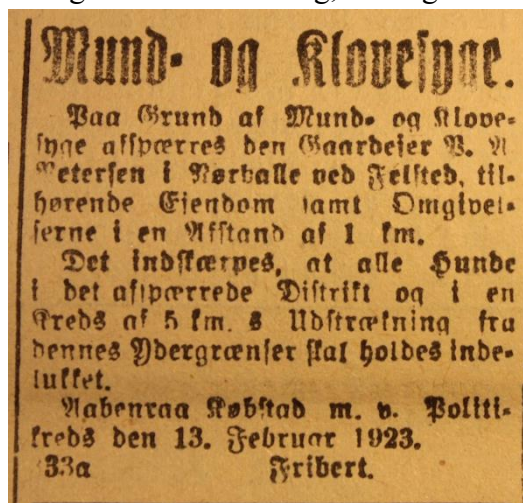 Mund- og Klovesyge.
Paa Grund af Mund- og Klove-
syge afspærres den Gaardejer P. A
Petersen i Nørballe ved Felsted, til-
hørende Ejendom samt Omgivel-
serne i en Afstand af 1 km.
Det indskærpes, at alle Hunde
i det afspærrede Distrikt og i en
Kreds af 5 km.s Udstrækning fra
dennes Ydergrænser skal holdes inde-
lukket.
Aabenraa Købstad m. v. Politi-
kreds den 13. Februar 1923.
33a Fribert.